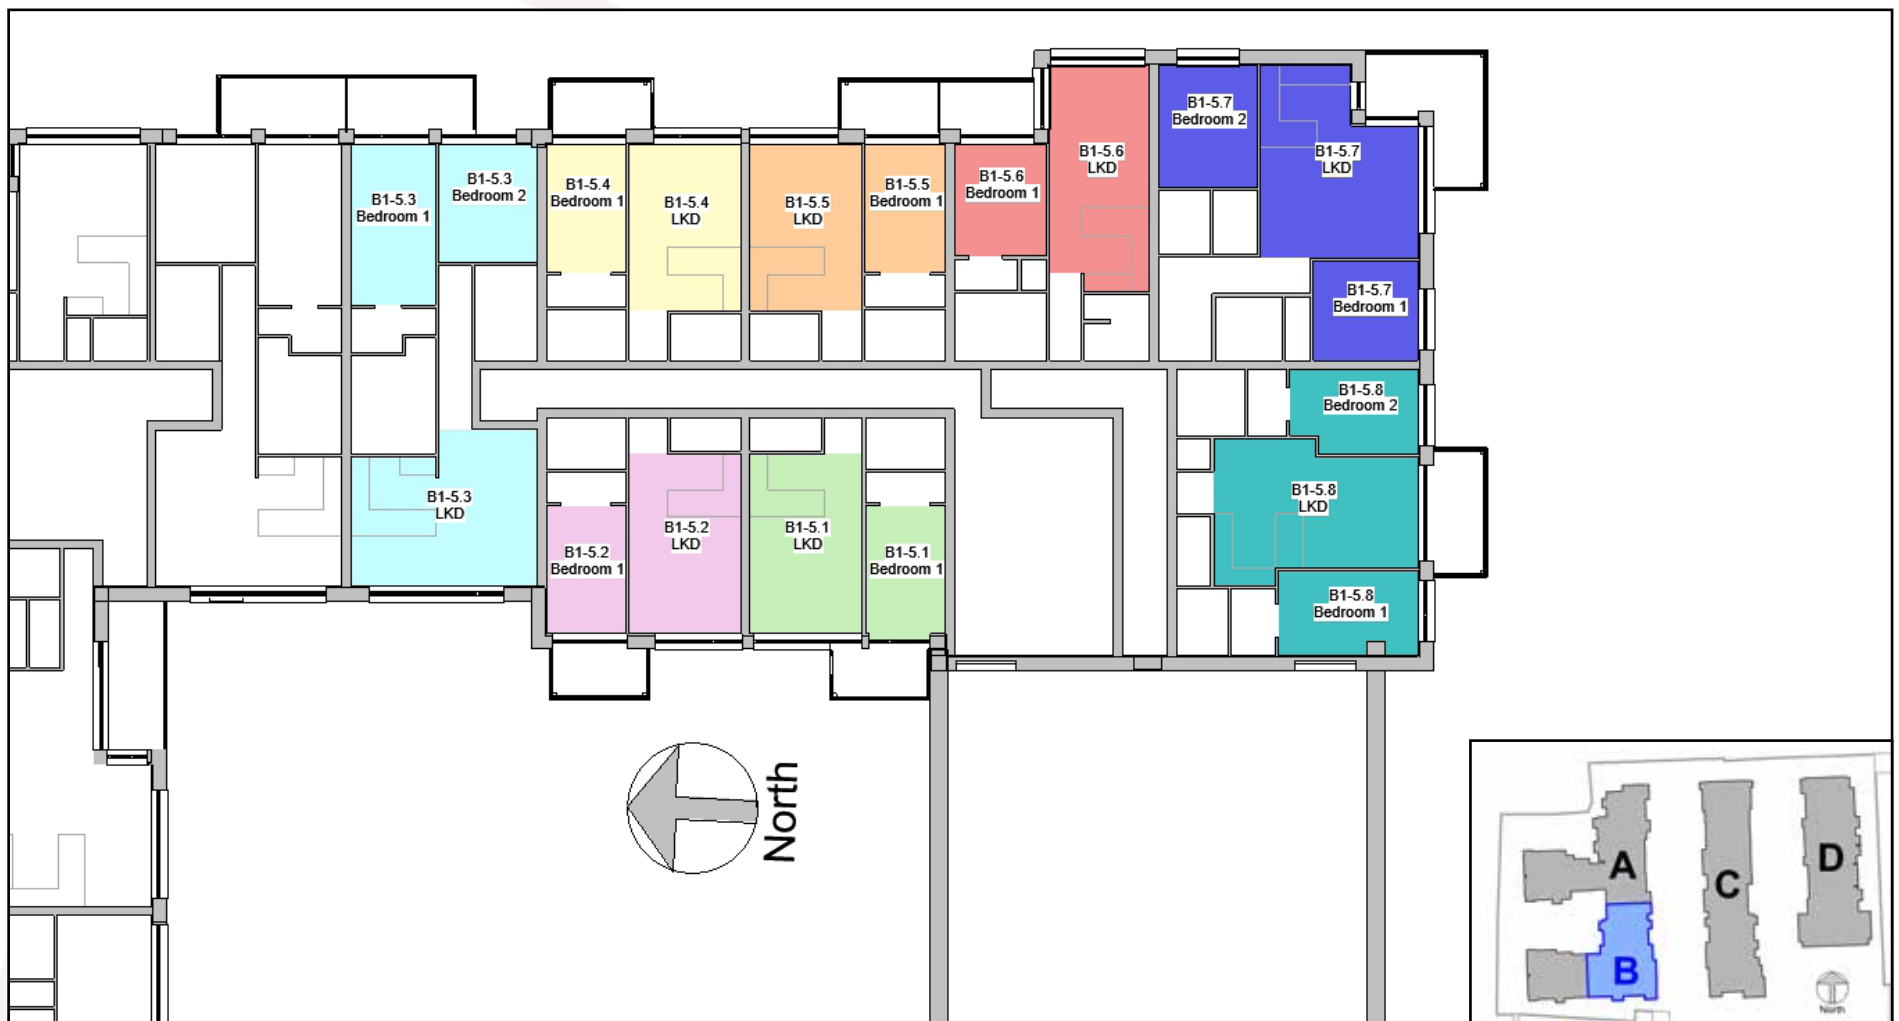 B1-5.7
Bedroom 2
B1-5.6
LKD
B1-5.7
LKD
B1-5.3
Bedroom 1
B1-5.3
Bedroom 2
B1-5.4
Bedroom 1
B1-5.4
LKD
B1-5.5
LKD
B1-5.5
Bedroom 1
B1-5.6
Bedroom 1
B1-5.7
Bedroom 1
B1-5.8
Bedroom 2
B1-5.3
LKD
B1-5.2
Bedroom 1
B1-5.2
LKD
B1-5.1
LKD
B1-5.1
Bedroom 1
B1-5.8
LKD
B1-5.8
Bedroom 1
North
A
B
C
D
North